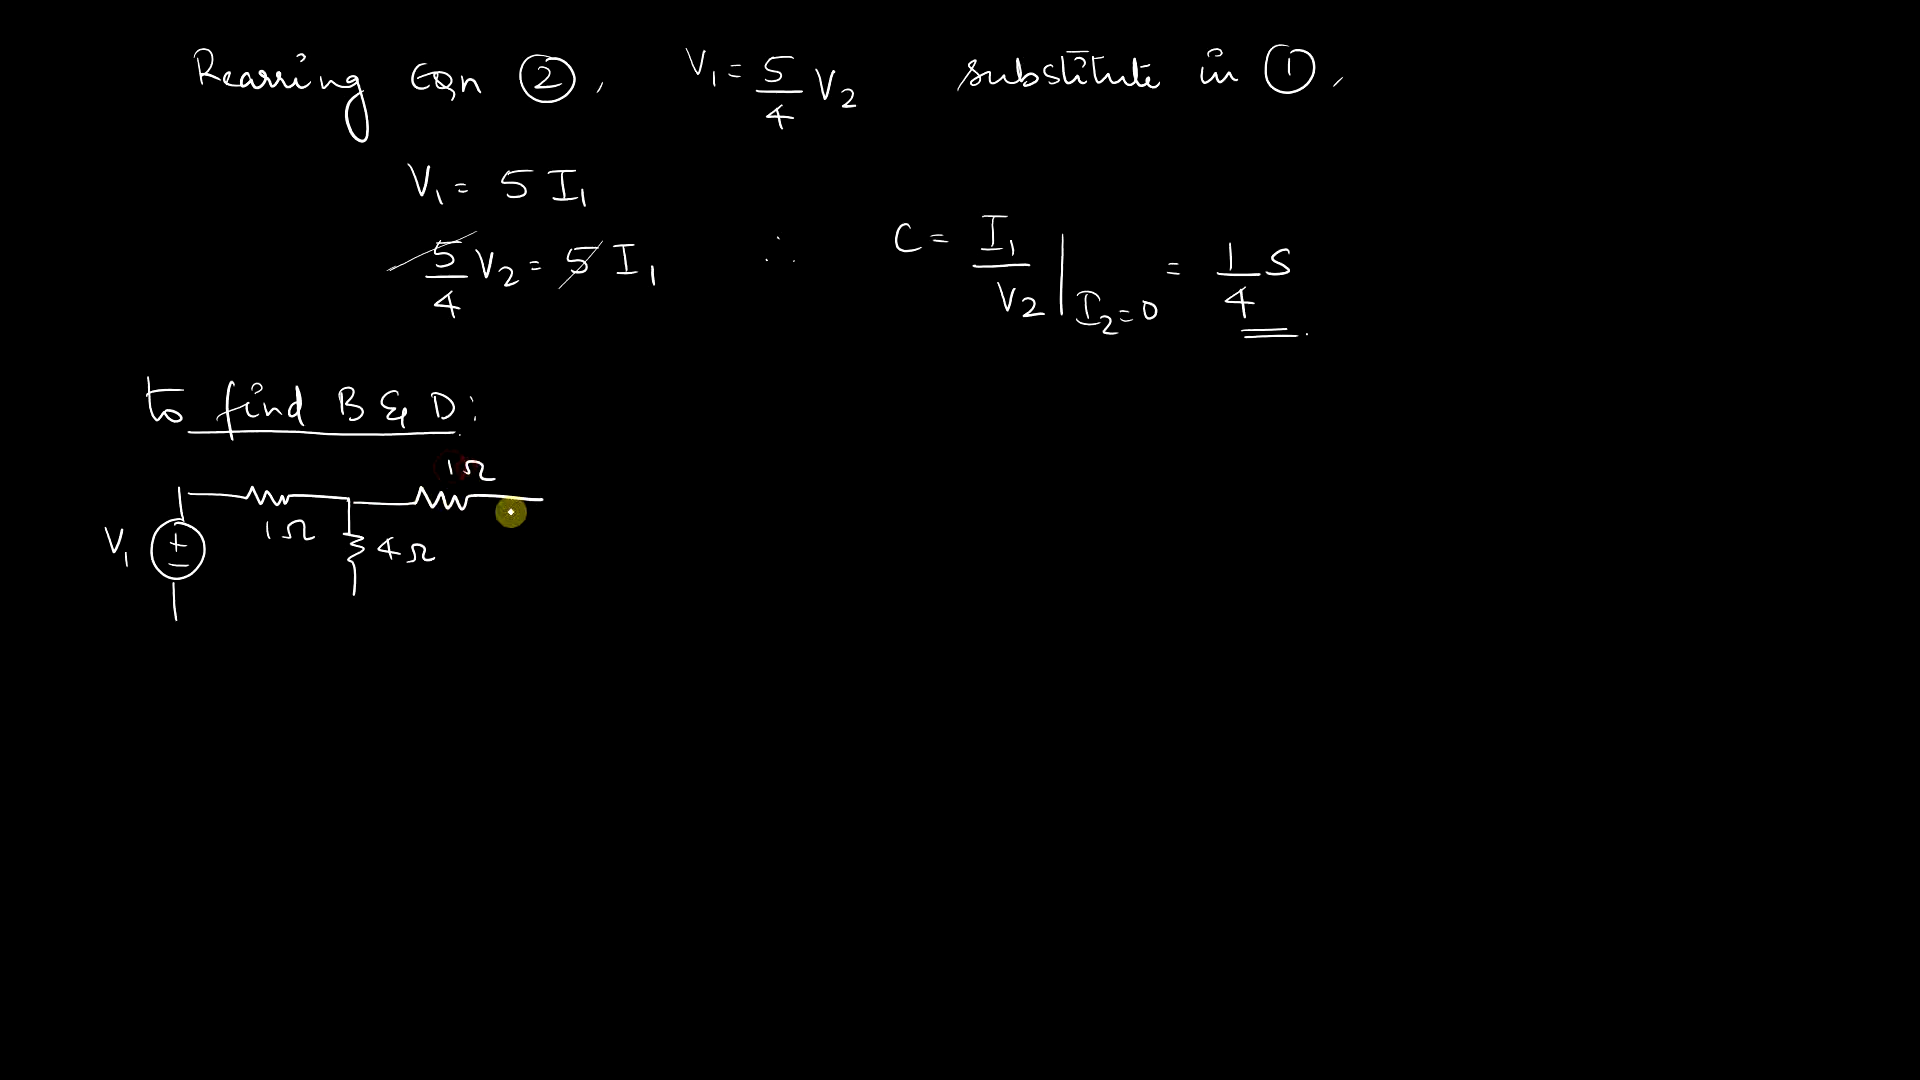 Rearring Eqn ②, V₁ = 5/4 V₂ substitute in ①,
V₁ = 5 I₁
5/4 V₂ = 5 I₁ ∴ C = I₁/V₂ | I₂=0 = 1/4 S
to find B & D:
1Ω
V₁ + − 1Ω 4Ω